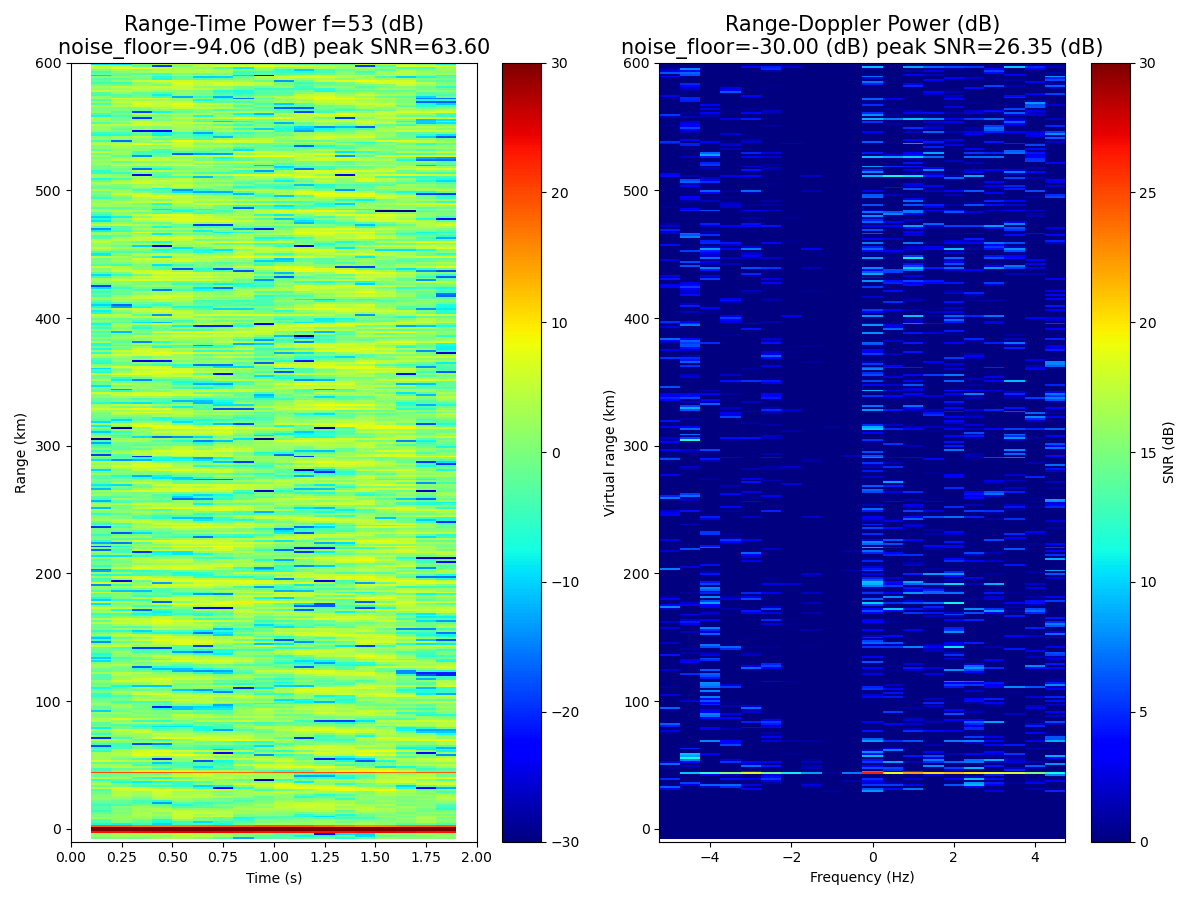 Range-Time Power f=53 (dB)
noise_floor=-94.06 (dB) peak SNR=63.60
Range-Doppler Power (dB)
noise_floor=-30.00 (dB) peak SNR=26.35 (dB)
600
500
400
300
200
100
0
Range (km)
0.00 0.25 0.50 0.75 1.00 1.25 1.50 1.75 2.00
Time (s)
30
20
10
0
−10
−20
−30
600
500
400
300
200
100
0
Virtual range (km)
−4 −2 0 2 4
Frequency (Hz)
30
25
20
15
10
5
0
SNR (dB)